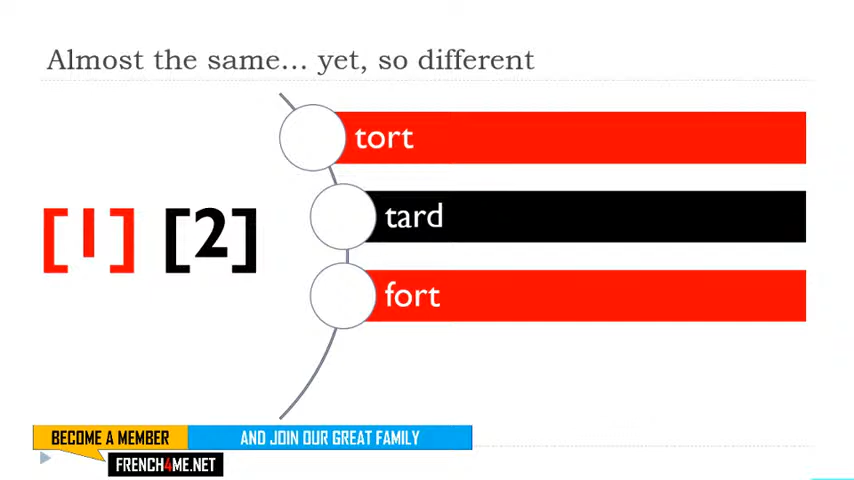 Almost the same... yet, so different
tort
[1] [2]
tard
fort
BECOME A MEMBER
AND JOIN OUR GREAT FAMILY
FRENCH4ME.NET